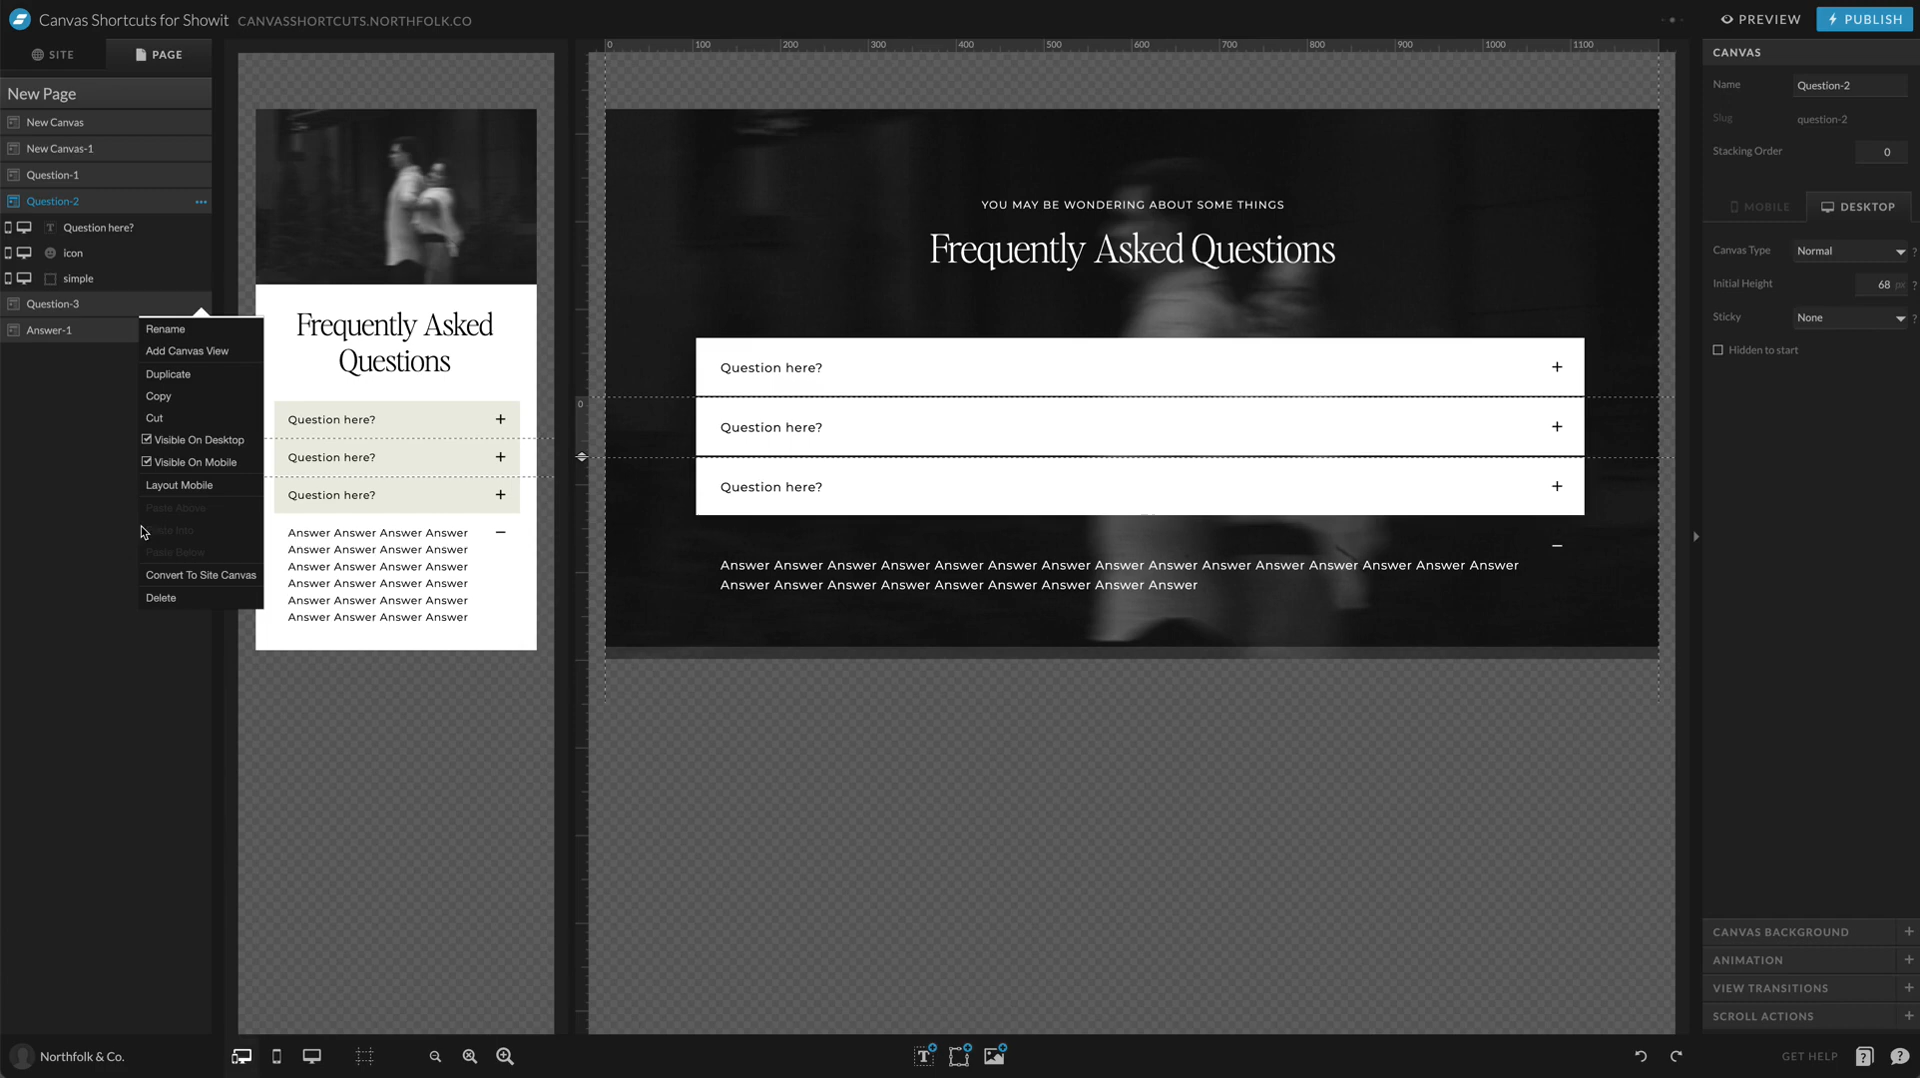 Canvas Shortcuts for Showit CANVASSHORTCUTS.NORTHFOLK.CO
PREVIEW
PUBLISH
SITE
PAGE
New Page
New Canvas
New Canvas-1
Question-1
Question-2
Question here?
icon
simple
Question-3
Answer-1
Rename
Add Canvas View
Duplicate
Copy
Cut
Visible On Desktop
Visible On Mobile
Layout Mobile
Paste Above
Into
Paste Below
Convert To Site Canvas
Delete
Frequently Asked
Questions
Question here?
Question here?
Question here?
Answer Answer Answer Answer
Answer Answer Answer Answer
Answer Answer Answer Answer
Answer Answer Answer Answer
Answer Answer Answer Answer
Answer Answer Answer Answer
0 100 200 300 400 500 600 700 800 900 1000 1100
0
YOU MAY BE WONDERING ABOUT SOME THINGS
Frequently Asked Questions
Question here?
Question here?
Question here?
Answer Answer Answer Answer Answer Answer Answer Answer Answer Answer Answer Answer Answer Answer Answer
Answer Answer Answer Answer Answer Answer Answer Answer Answer
CANVAS
Name Question-2
Slug question-2
Stacking Order 0
MOBILE DESKTOP
Canvas Type Normal ?
Initial Height 68 px ?
Sticky None ?
Hidden to start
CANVAS BACKGROUND +
ANIMATION +
VIEW TRANSITIONS +
SCROLL ACTIONS +
Northfolk & Co.
T
GET HELP